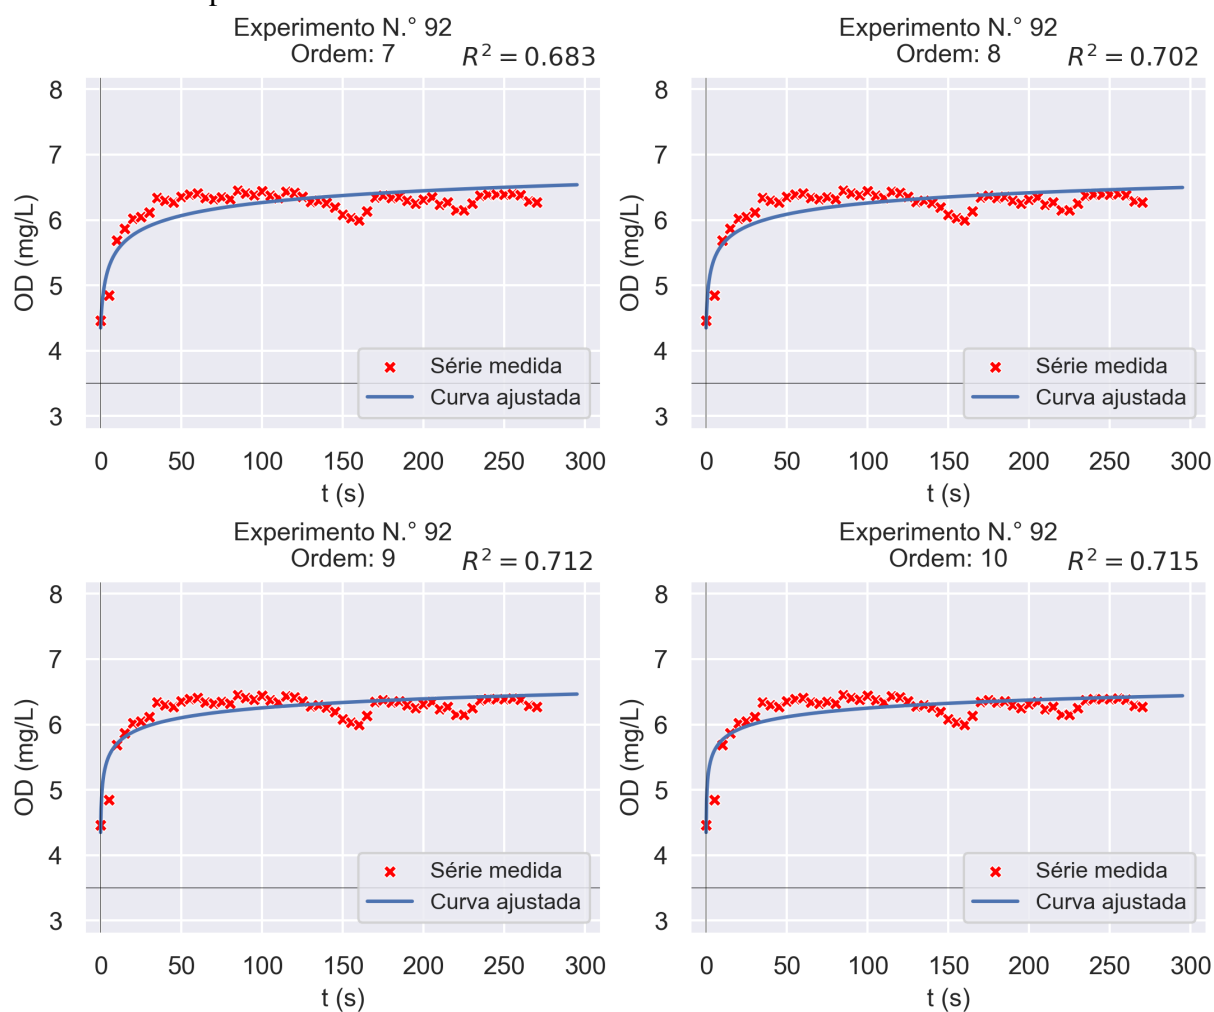 Experimento N.° 92
Ordem: 7
R² = 0.683
8
7
6
5
4
3
OD (mg/L)
Série medida
Curva ajustada
0 50 100 150 200 250 300
t (s)
Experimento N.° 92
Ordem: 8
R² = 0.702
8
7
6
5
4
3
OD (mg/L)
Série medida
Curva ajustada
0 50 100 150 200 250 300
t (s)
Experimento N.° 92
Ordem: 9
R² = 0.712
8
7
6
5
4
3
OD (mg/L)
Série medida
Curva ajustada
0 50 100 150 200 250 300
t (s)
Experimento N.° 92
Ordem: 10
R² = 0.715
8
7
6
5
4
3
OD (mg/L)
Série medida
Curva ajustada
0 50 100 150 200 250 300
t (s)